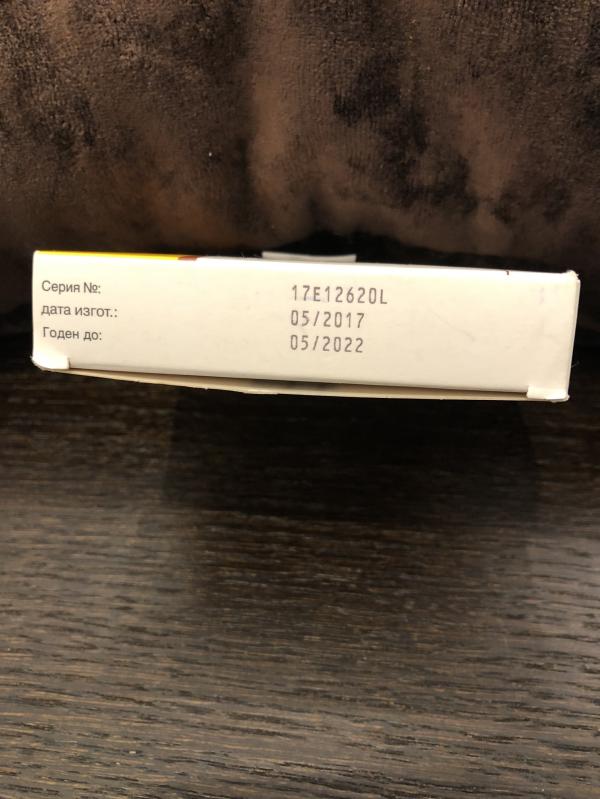 Серия №: 17E12620L
дата изгот.: 05/2017
Годен до: 05/2022